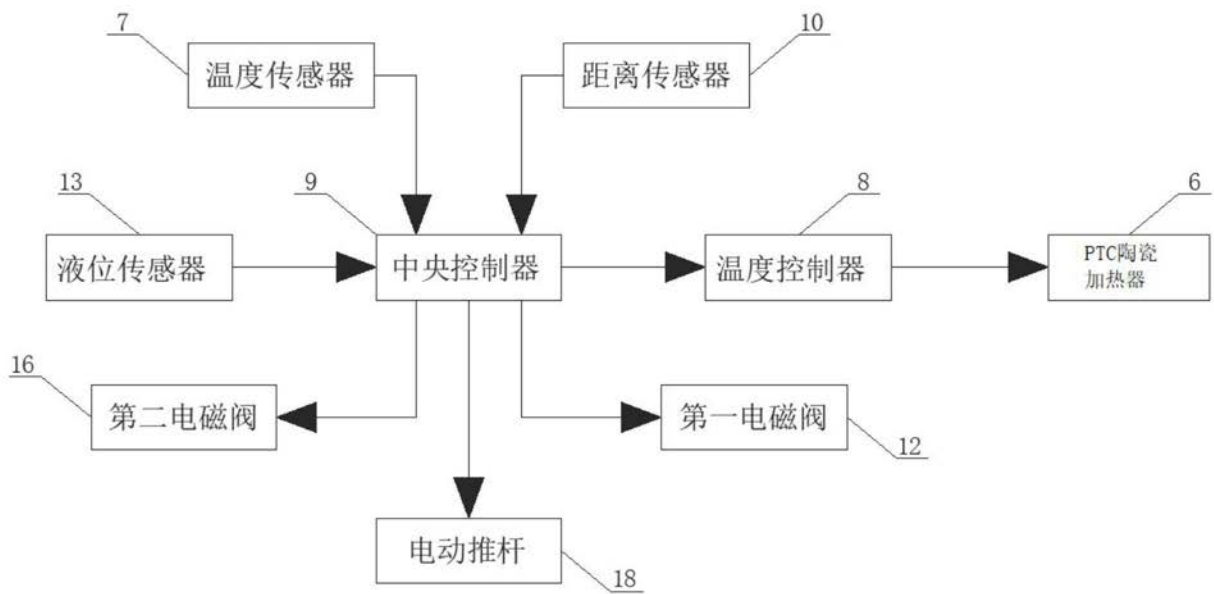 7
10
温度传感器
距离传感器
13
9
8
6
液位传感器
中央控制器
温度控制器
PTC陶瓷
加热器
16
第二电磁阀
第一电磁阀
12
电动推杆
18